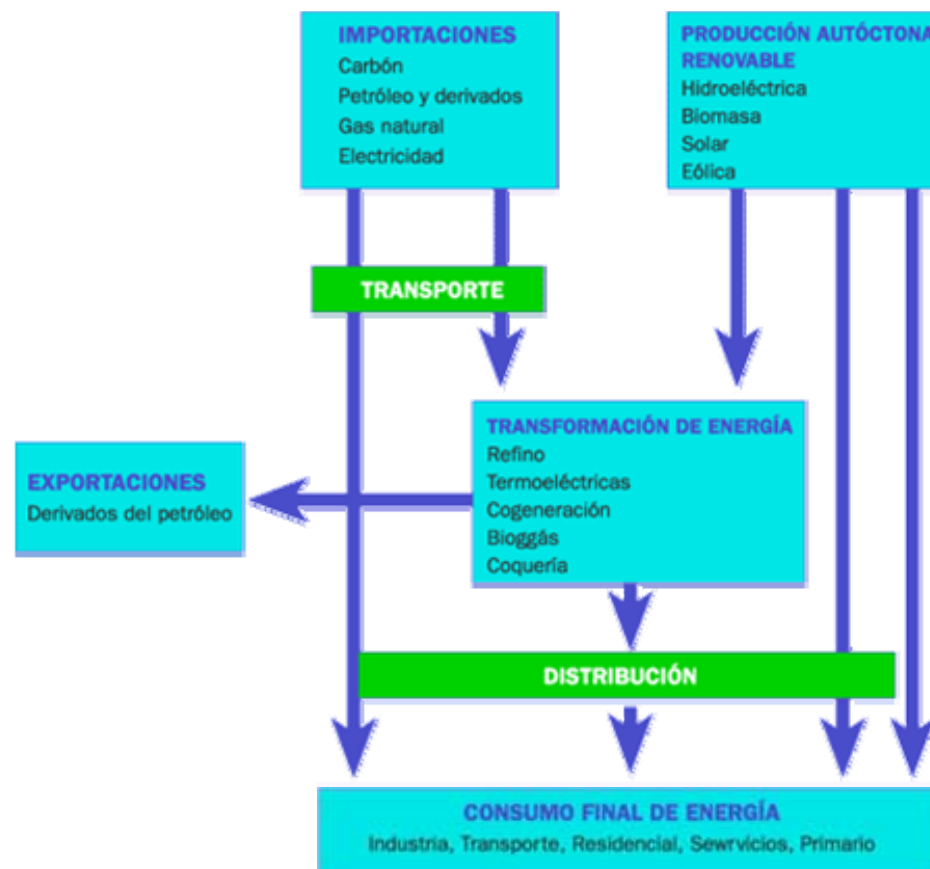 IMPORTACIONES
Carbón
Petróleo y derivados
Gas natural
Electricidad
PRODUCCIÓN AUTÓCTONA
RENOVABLE
Hidroeléctrica
Biomasa
Solar
Eólica
TRANSPORTE
TRANSFORMACIÓN DE ENERGÍA
Refino
Termoeléctricas
Cogeneración
Bioggás
Coquería
EXPORTACIONES
Derivados del petróleo
DISTRIBUCIÓN
CONSUMO FINAL DE ENERGÍA
Industria, Transporte, Residencial, Sewrvicios, Primario